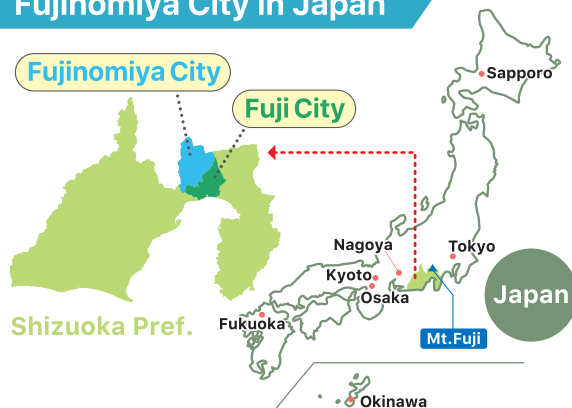 Fujinomiya City in Japan
Fujinomiya City
Fuji City
Sapporo
Nagoya
Tokyo
Kyoto
Osaka
Japan
Shizuoka Pref.
Fukuoka
Mt.Fuji
Okinawa